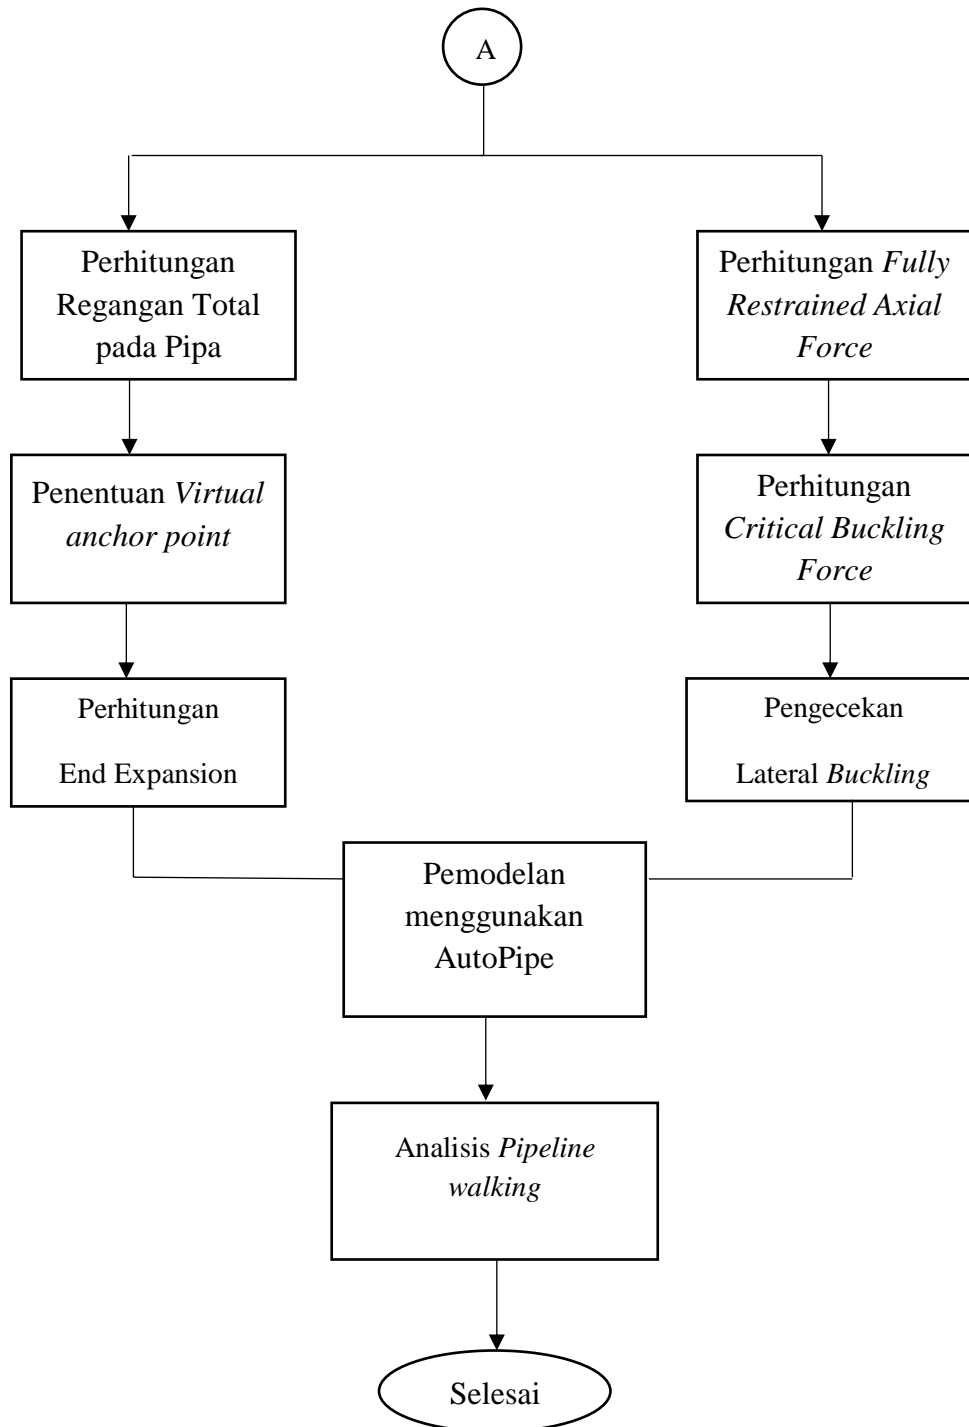 A
Perhitungan
Regangan Total
pada Pipa
Perhitungan Fully
Restrained Axial
Force
Penentuan Virtual
anchor point
Perhitungan
Critical Buckling
Force
Perhitungan
End Expansion
Pengecekan
Lateral Buckling
Pemodelan
menggunakan
AutoPipe
Analisis Pipeline
walking
Selesai